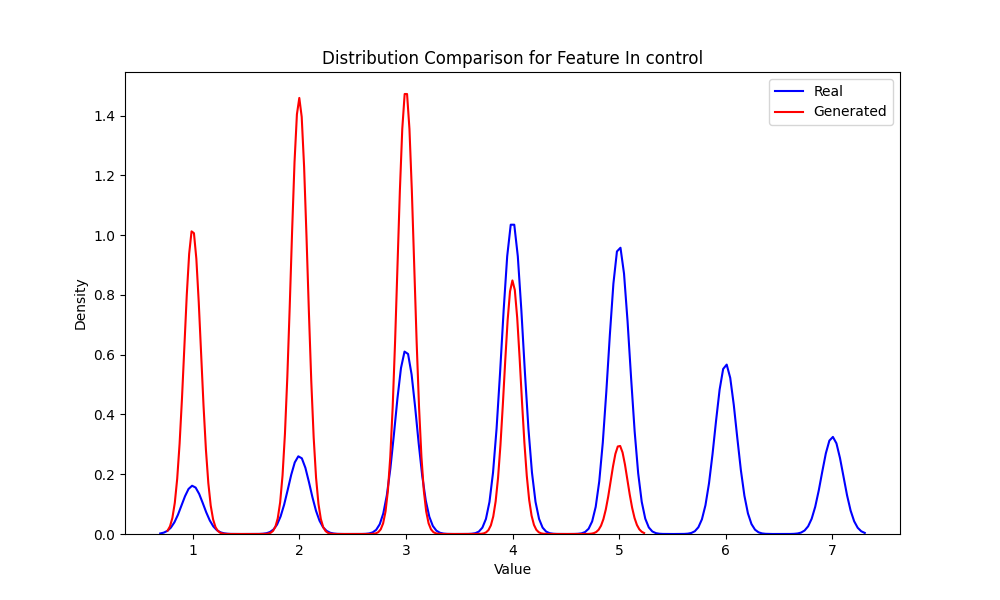 Distribution Comparison for Feature In control
Real
Generated
Density
1.4
1.2
1.0
0.8
0.6
0.4
0.2
0.0
1 2 3 4 5 6 7
Value